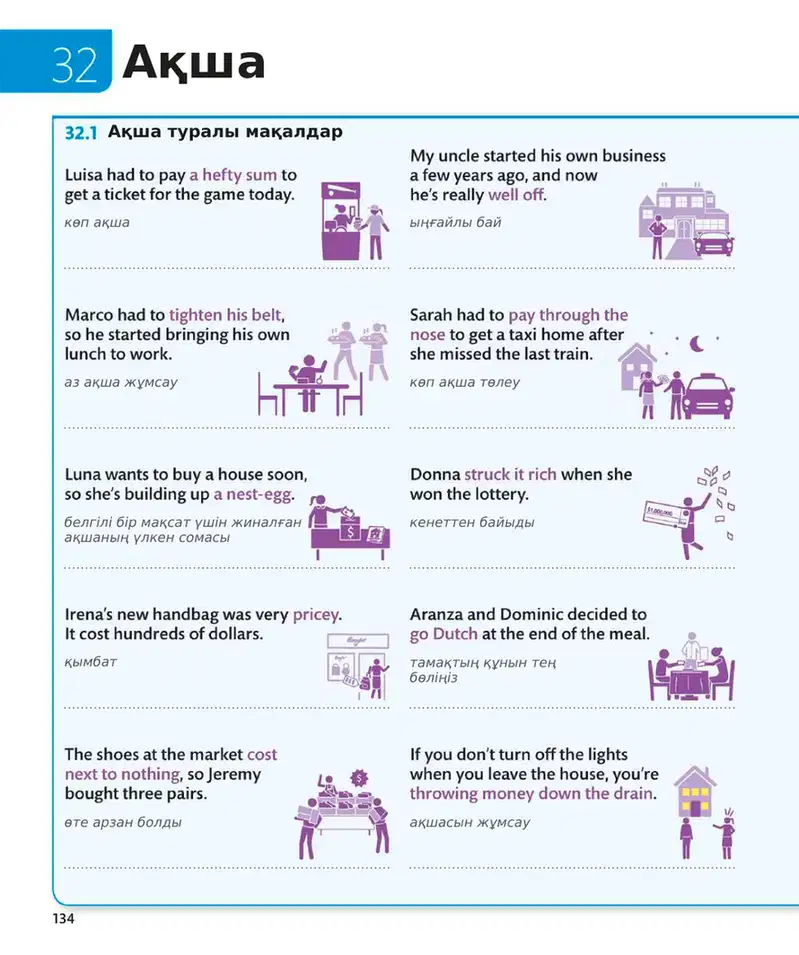 32 Ақша
32.1 Ақша туралы мақалдар
Luisa had to pay a hefty sum to
get a ticket for the game today.
көп ақша
My uncle started his own business
a few years ago, and now
he's really well off.
ыңғайлы бай
Marco had to tighten his belt,
so he started bringing his own
lunch to work.
аз ақша жұмсау
Sarah had to pay through the
nose to get a taxi home after
she missed the last train.
көп ақша төлеу
Luna wants to buy a house soon,
so she's building up a nest-egg.
белгілі бір мақсат үшін жиналған
ақшаның үлкен сомасы
$
Donna struck it rich when she
won the lottery.
кенеттен байыды
$1,000,000
Irena's new handbag was very pricey.
It cost hundreds of dollars.
қымбат
$$$
Aranza and Dominic decided to
go Dutch at the end of the meal.
тамақтың құнын тең
бөліңіз
The shoes at the market cost
next to nothing, so Jeremy
bought three pairs.
өте арзан болды
$
If you don't turn off the lights
when you leave the house, you're
throwing money down the drain.
ақшасын жұмсау
134